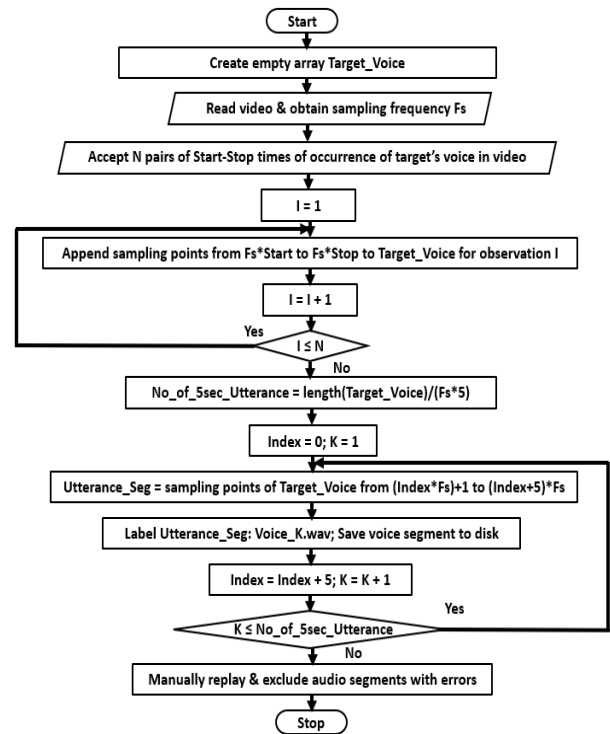 Start
Create empty array Target_Voice
Read video & obtain sampling frequency Fs
Accept N pairs of Start-Stop times of occurrence of target's voice in video
I = 1
Append sampling points from Fs*Start to Fs*Stop to Target_Voice for observation I
I = I + 1
Yes
I ≤ N
No
No_of_5sec_Utterance = length(Target_Voice)/(Fs*5)
Index = 0; K = 1
Utterance_Seg = sampling points of Target_Voice from (Index*Fs)+1 to (Index+5)*Fs
Label Utterance_Seg: Voice_K.wav; Save voice segment to disk
Index = Index + 5; K = K + 1
Yes
K ≤ No_of_5sec_Utterance
No
Manually replay & exclude audio segments with errors
Stop